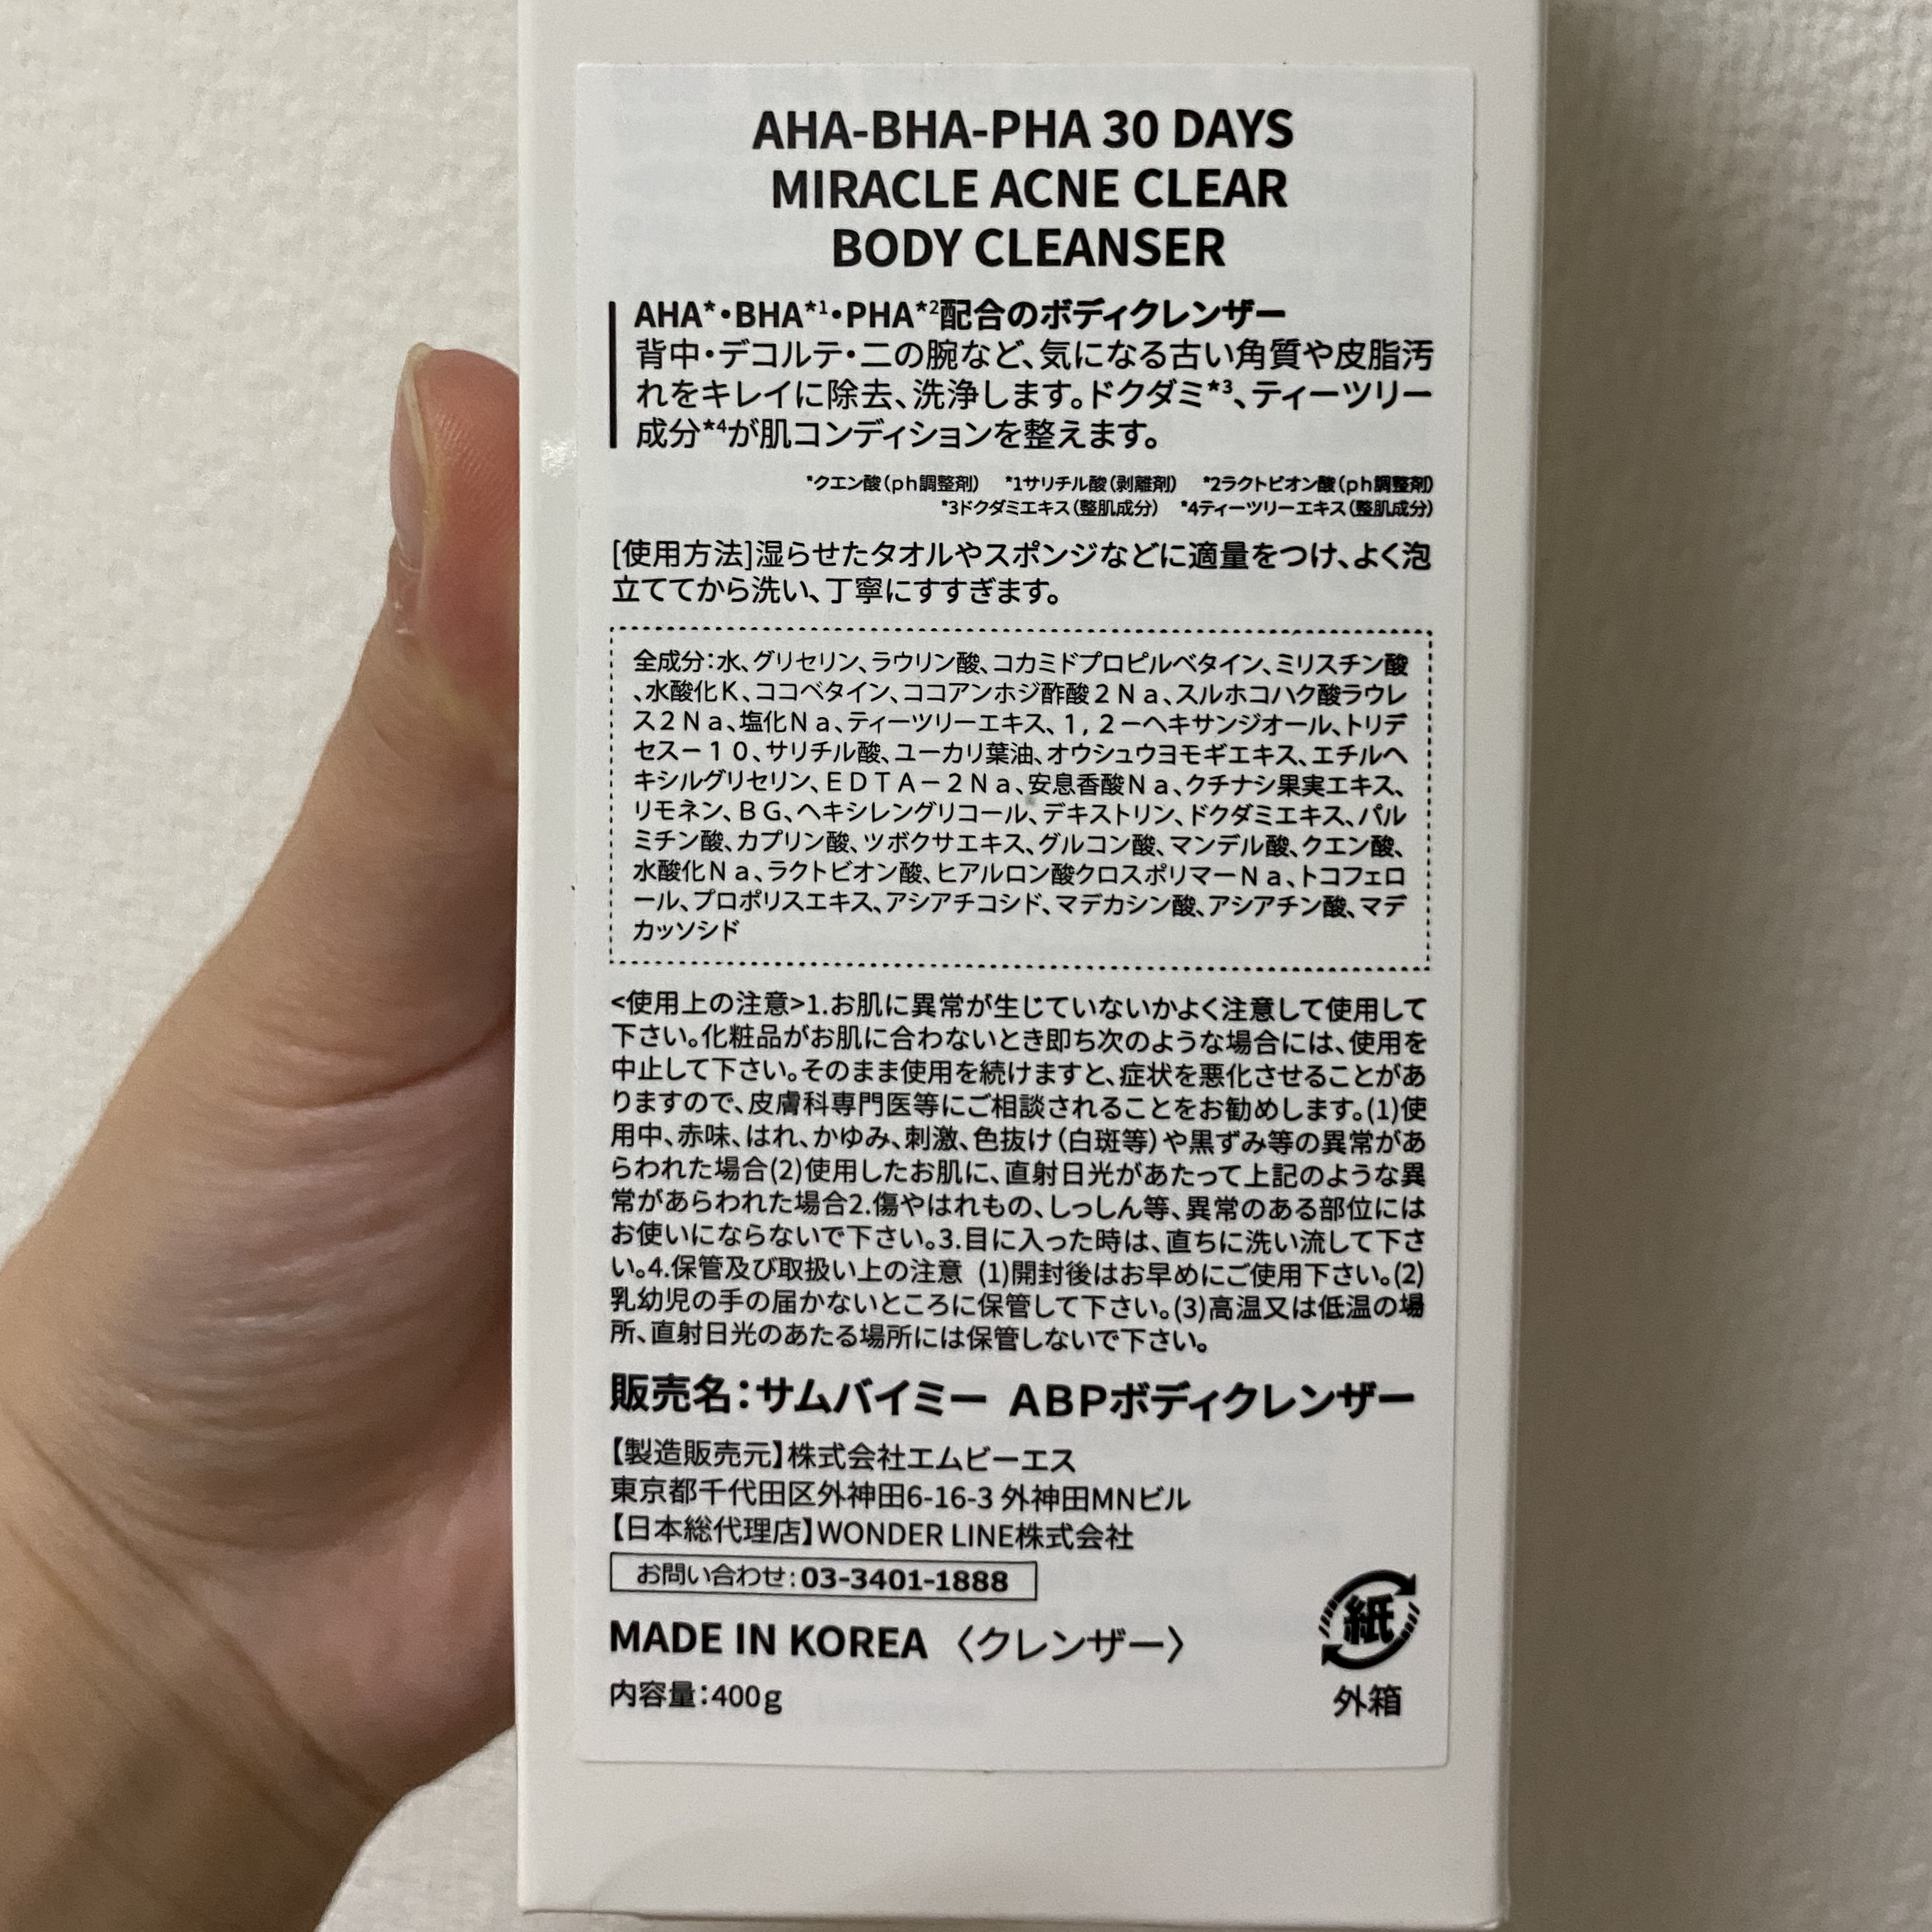 AHA-BHA-PHA 30 DAYS
MIRACLE ACNE CLEAR
BODY CLEANSER
AHA*・BHA*1・PHA*2配合のボディクレンザー
背中・デコルテ・二の腕など、気になる古い角質や皮脂汚
れをキレイに除去、洗浄します。ドクダミ*3、ティーツリー
成分*4が肌コンディションを整えます。
*クエン酸(ph調整剤) *1サリチル酸(剥離剤) *2ラクトビオン酸(ph調整剤)
*3ドクダミエキス(整肌成分) *4ティーツリーエキス(整肌成分)
[使用方法]湿らせたタオルやスポンジなどに適量をつけ、よく泡
立ててから洗い、丁寧にすすぎます。
全成分:水、グリセリン、ラウリン酸、コカミドプロピルベタイン、ミリスチン酸
、水酸化K、ココベタイン、ココアンホジ酢酸２Ｎａ、スルホコハク酸ラウレ
ス２Ｎａ、塩化Ｎａ、ティーツリーエキス、１，２－ヘキサンジオール、トリデ
セス－１０、サリチル酸、ユーカリ葉油、オウシュウヨモギエキス、エチルヘ
キシルグリセリン、ＥＤＴＡ－２Ｎａ、安息香酸Ｎａ、クチナシ果実エキス、
リモネン、ＢＧ、ヘキシレングリコール、デキストリン、ドクダミエキス、パル
ミチン酸、カプリン酸、ツボクサエキス、グルコン酸、マンデル酸、クエン酸、
水酸化Ｎａ、ラクトビオン酸、ヒアルロン酸クロスポリマーＮａ、トコフェロ
ール、プロポリスエキス、アシアチコシド、マデカシン酸、アシアチン酸、マデ
カッソシド
<使用上の注意>1.お肌に異常が生じていないかよく注意して使用して
下さい。化粧品がお肌に合わないとき即ち次のような場合には、使用を
中止して下さい。そのまま使用を続けますと、症状を悪化させることがあ
りますので、皮膚科専門医等にご相談されることをお勧めします。(1)使
用中、赤味、はれ、かゆみ、刺激、色抜け(白斑等)や黒ずみ等の異常があ
らわれた場合(2)使用したお肌に、直射日光があたって上記のような異
常があらわれた場合2.傷やはれもの、しっしん等、異常のある部位には
お使いにならないで下さい。3.目に入った時は、直ちに洗い流して下さ
い。4.保管及び取扱い上の注意 (1)開封後はお早めにご使用下さい。(2)
乳幼児の手の届かないところに保管して下さい。(3)高温又は低温の場
所、直射日光のあたる場所には保管しないで下さい。
販売名:サムバイミー ABPボディクレンザー
【製造販売元】株式会社エムビーエス
東京都千代田区外神田6-16-3 外神田MNビル
【日本総代理店】WONDER LINE株式会社
お問い合わせ:03-3401-1888
MADE IN KOREA 〈クレンザー〉
内容量:400g
紙
外箱